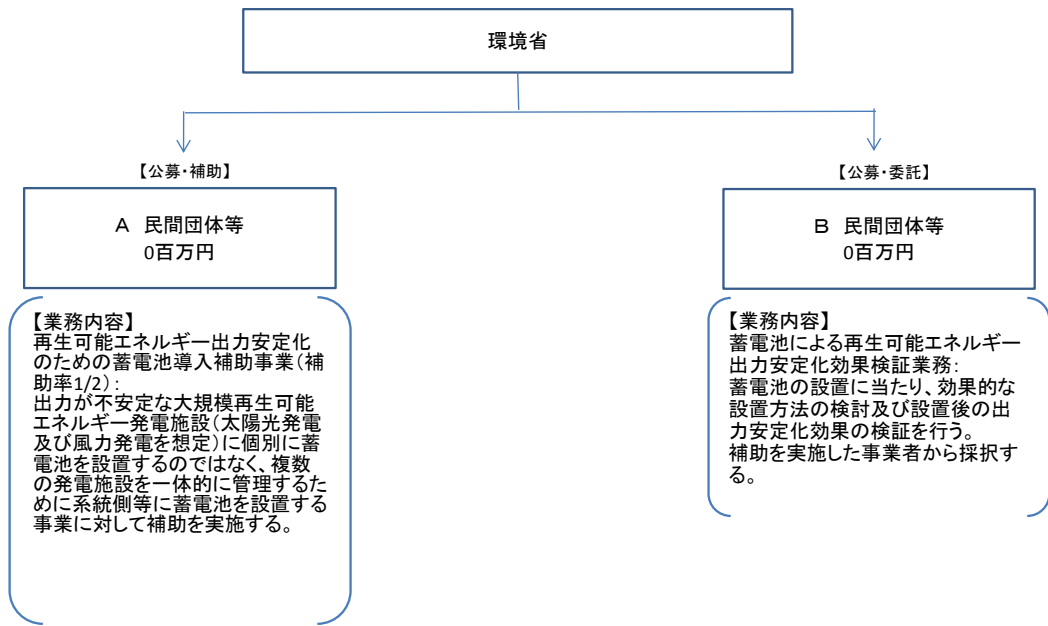 環境省
【公募・補助】
A 民間団体等
0百万円
【業務内容】
再生可能エネルギー出力安定化
のための蓄電池導入補助事業(補
助率1/2):
出力が不安定な大規模再生可能
エネルギー発電施設(太陽光発電
及び風力発電を想定)に個別に蓄
電池を設置するのではなく、複数
の発電施設を一体的に管理するた
めに系統側等に蓄電池を設置する
事業に対して補助を実施する。
【公募・委託】
B 民間団体等
0百万円
【業務内容】
蓄電池による再生可能エネルギー
出力安定化効果検証業務:
蓄電池の設置に当たり、効果的な
設置方法の検討及び設置後の出
力安定化効果の検証を行う。
補助を実施した事業者から採択す
る。